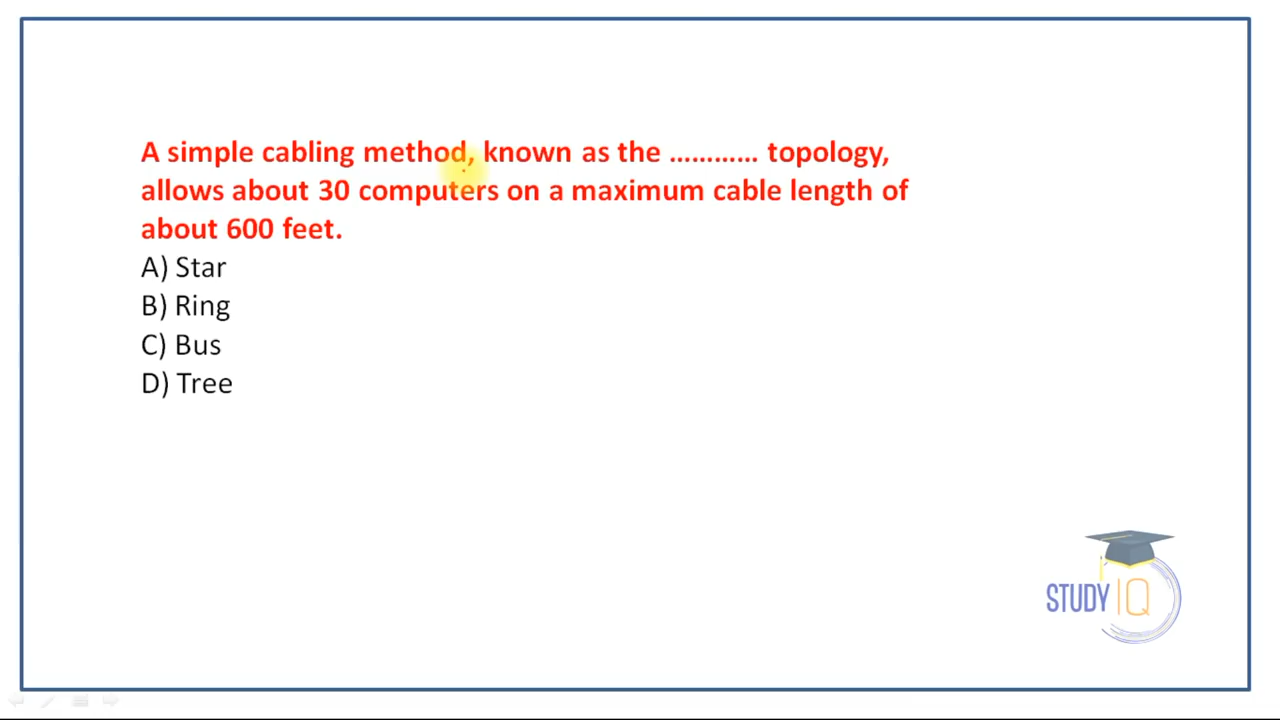 A simple cabling method, known as the ………… topology,
allows about 30 computers on a maximum cable length of
about 600 feet.
A) Star
B) Ring
C) Bus
D) Tree
STUDY IQ